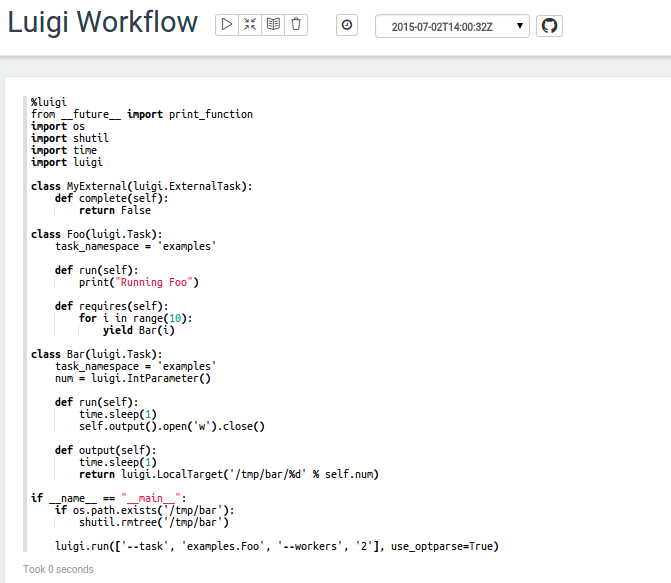 Luigi Workflow
2015-07-02T14:00:32Z
%luigi
from __future__ import print_function
import os
import shutil
import time
import luigi
class MyExternal(luigi.ExternalTask):
    def complete(self):
        return False
class Foo(luigi.Task):
    task_namespace = 'examples'
    def run(self):
        print("Running Foo")
    def requires(self):
        for i in range(10):
            yield Bar(i)
class Bar(luigi.Task):
    task_namespace = 'examples'
    num = luigi.IntParameter()
    def run(self):
        time.sleep(1)
        self.output().open('w').close()
    def output(self):
        time.sleep(1)
        return luigi.LocalTarget('/tmp/bar/%d' % self.num)
if __name__ == "__main__":
    if os.path.exists('/tmp/bar'):
        shutil.rmtree('/tmp/bar')
    luigi.run(['--task', 'examples.Foo', '--workers', '2'], use_optparse=True)
Took 0 seconds